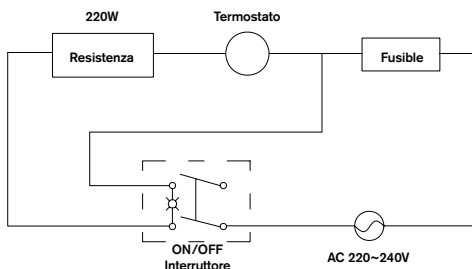 220W
Termostato
Resistenza
Fusible
ON/OFF
Interruttore
AC 220~240V